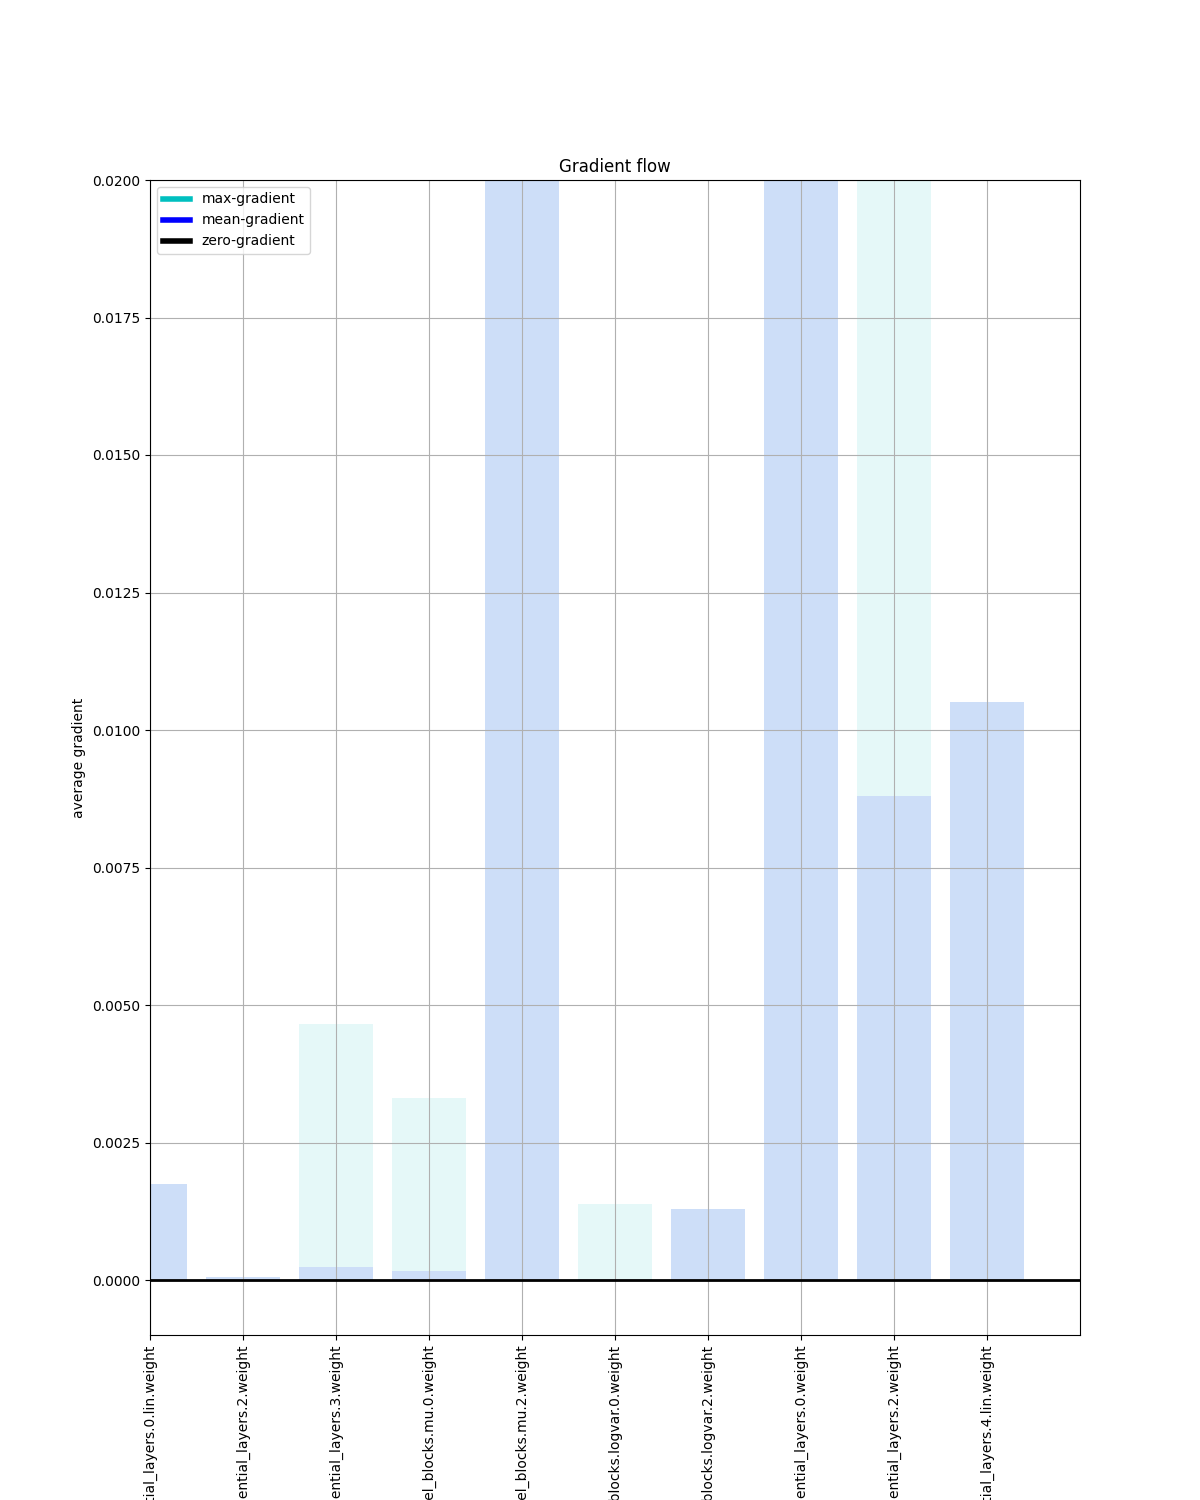 Gradient flow
max-gradient
mean-gradient
zero-gradient
0.0200
0.0175
0.0150
0.0125
0.0100
0.0075
0.0050
0.0025
0.0000
average gradient
tial_layers.0.lin.weight
ential_layers.2.weight
ential_layers.3.weight
el_blocks.mu.0.weight
el_blocks.mu.2.weight
blocks.logvar.0.weight
blocks.logvar.2.weight
ential_layers.0.weight
ential_layers.2.weight
tial_layers.4.lin.weight